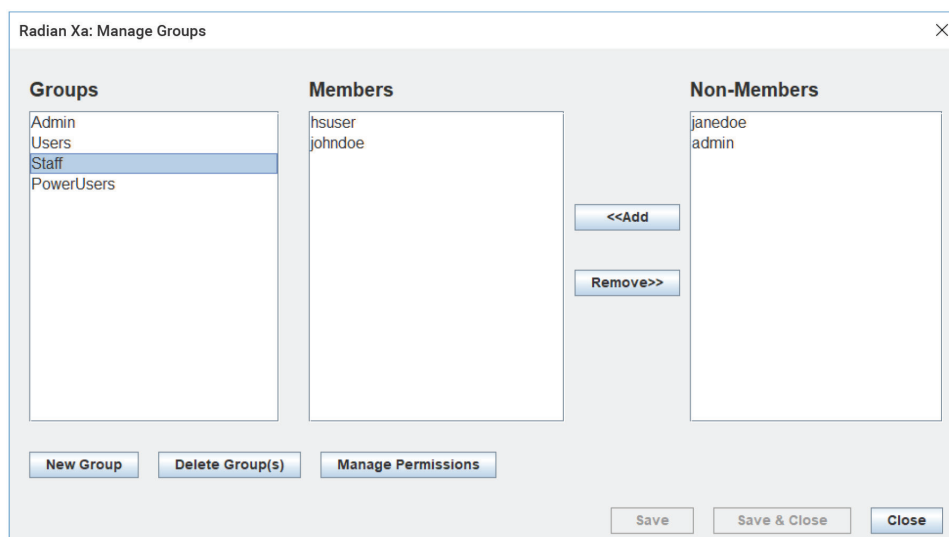 Radian Xa: Manage Groups
Groups
Admin
Users
Staff
PowerUsers
Members
hsuser
johndoe
<<Add
Remove>>
Non-Members
janedoe
admin
New Group
Delete Group(s)
Manage Permissions
Save
Save & Close
Close